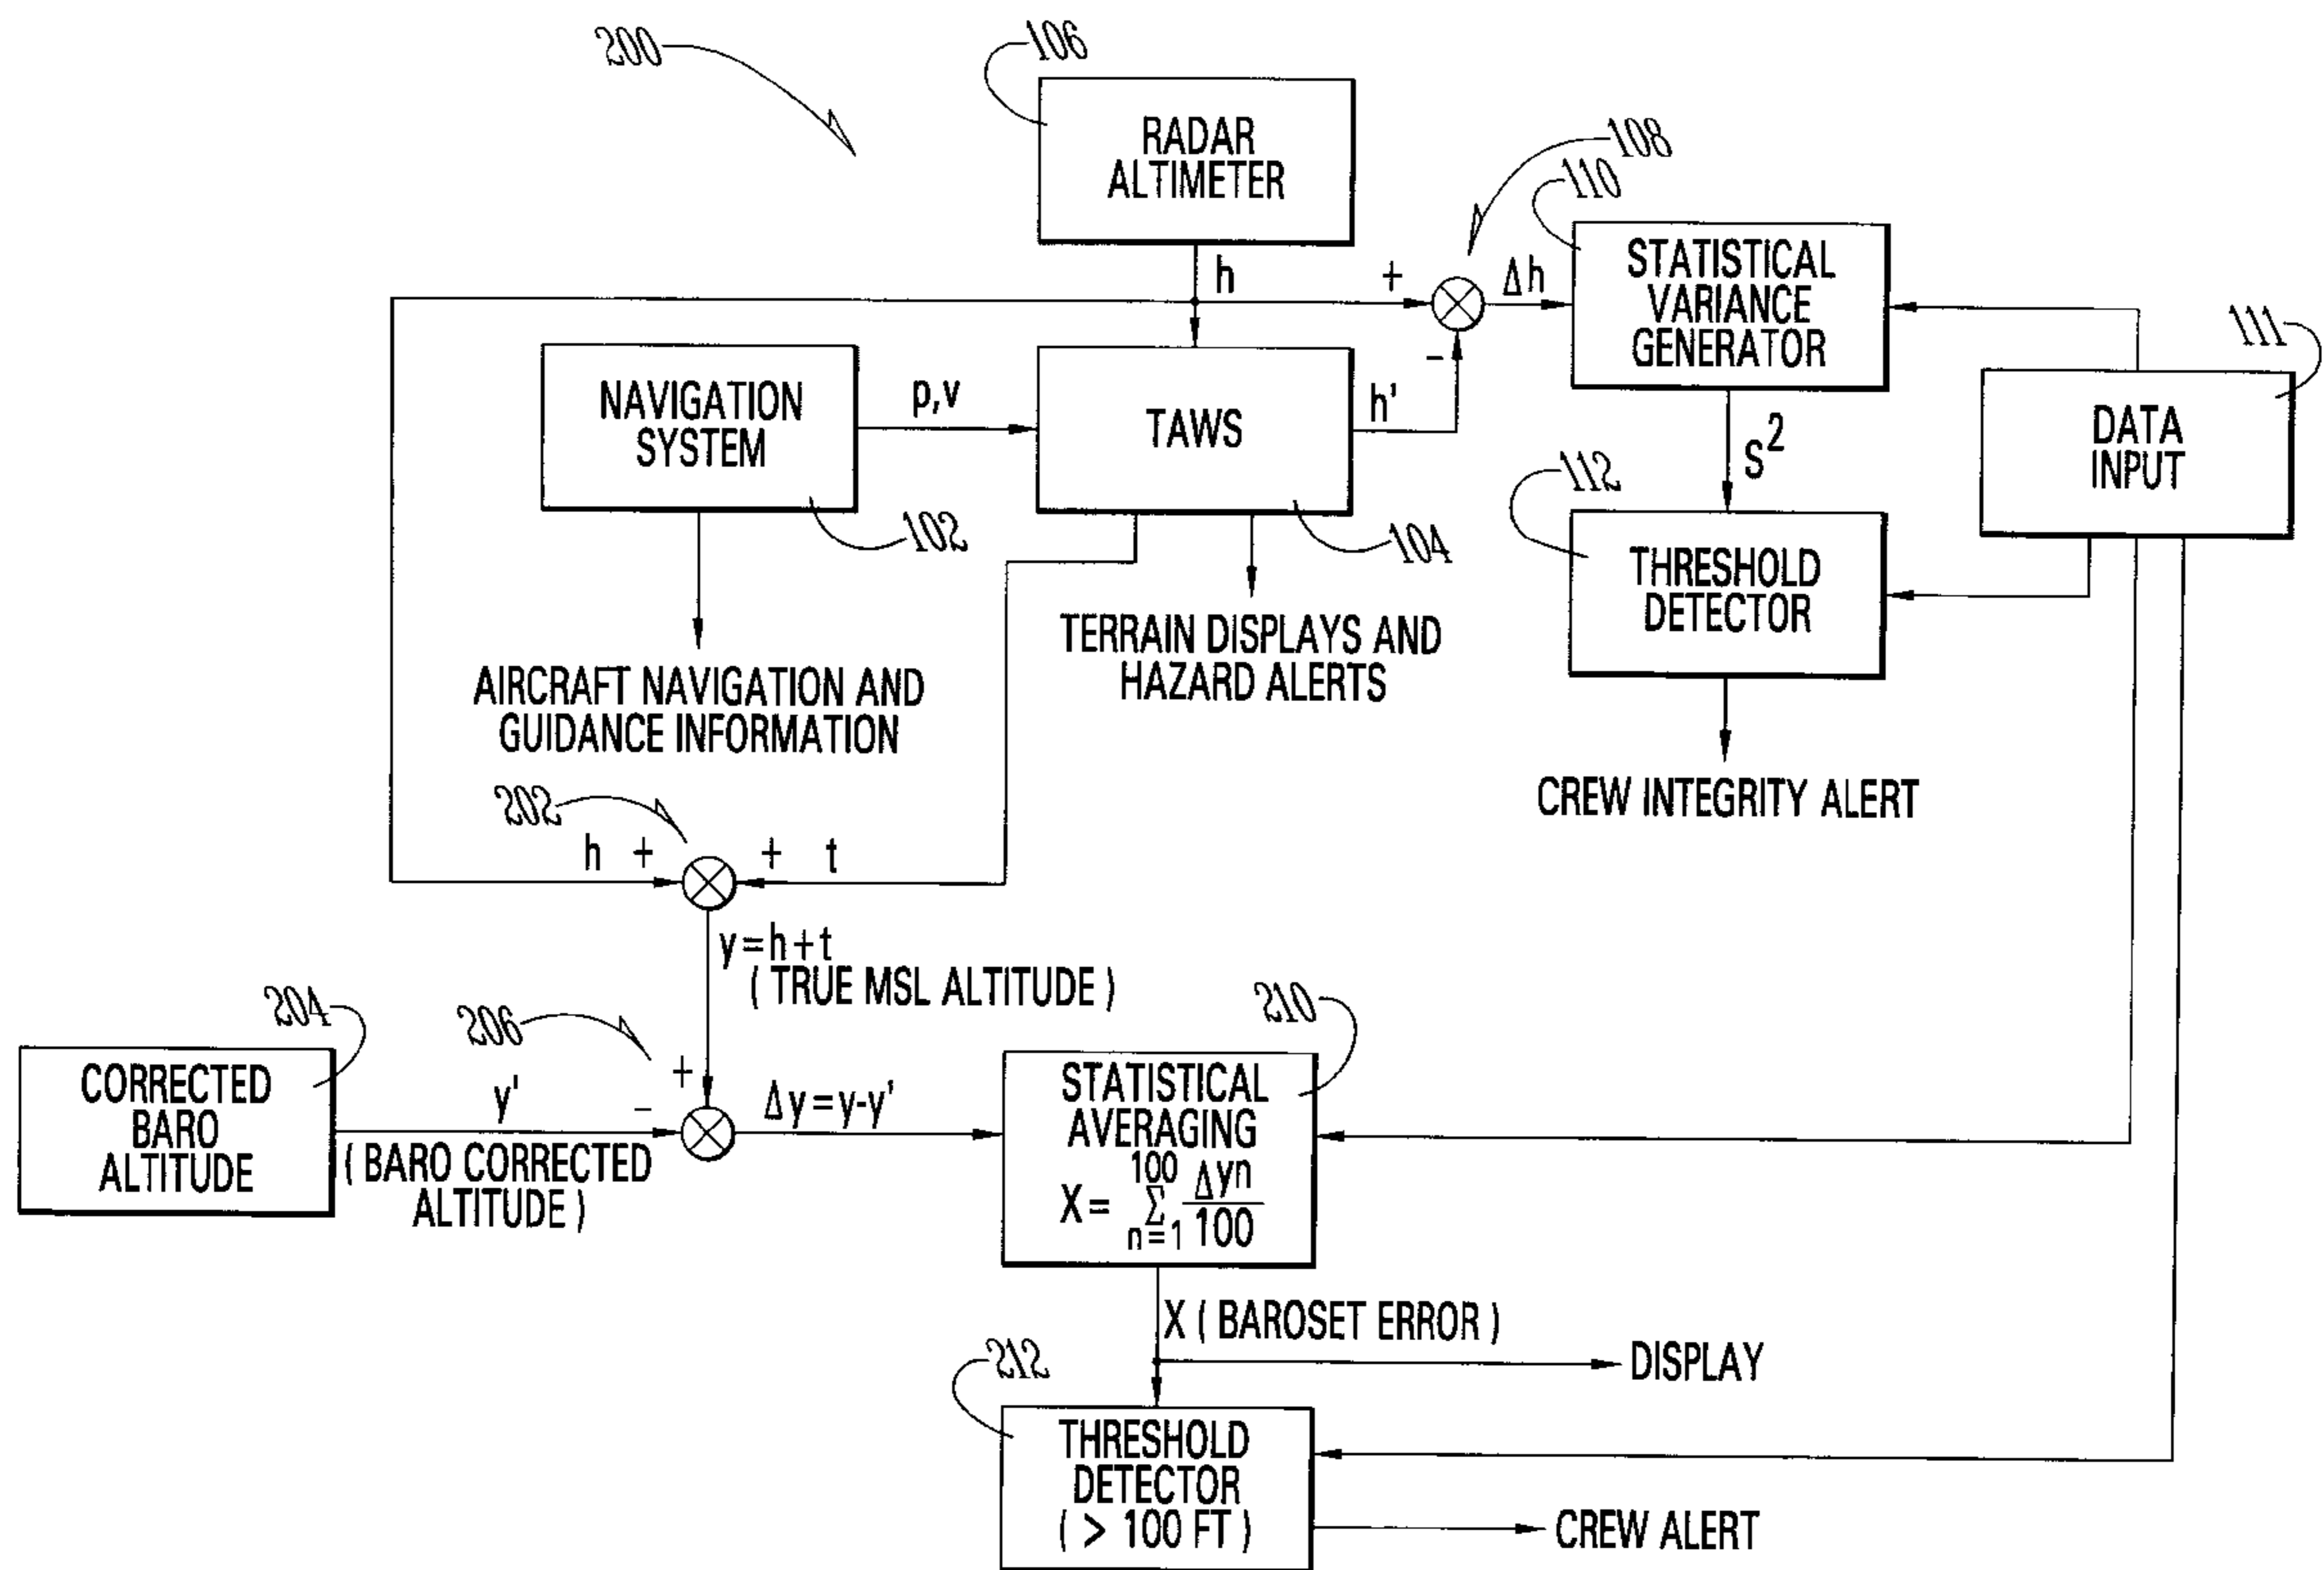 200
106
RADAR
ALTIMETER
108
110
STATISTICAL
VARIANCE
GENERATOR
h
+
Δh
-
111
DATA
INPUT
NAVIGATION
SYSTEM
p,v
TAWS
h'
S²
102
104
112
THRESHOLD
DETECTOR
AIRCRAFT NAVIGATION AND
GUIDANCE INFORMATION
TERRAIN DISPLAYS AND
HAZARD ALERTS
CREW INTEGRITY ALERT
202
h + + t
y=h+t
( TRUE MSL ALTITUDE )
204
206
210
CORRECTED
BARO
ALTITUDE
y'
( BARO CORRECTED
ALTITUDE )
+
-
Δy=y-y'
STATISTICAL
AVERAGING
100
X= Σ Δyn
n=1 100
X ( BAROSET ERROR )
DISPLAY
212
THRESHOLD
DETECTOR
( > 100 FT )
CREW ALERT